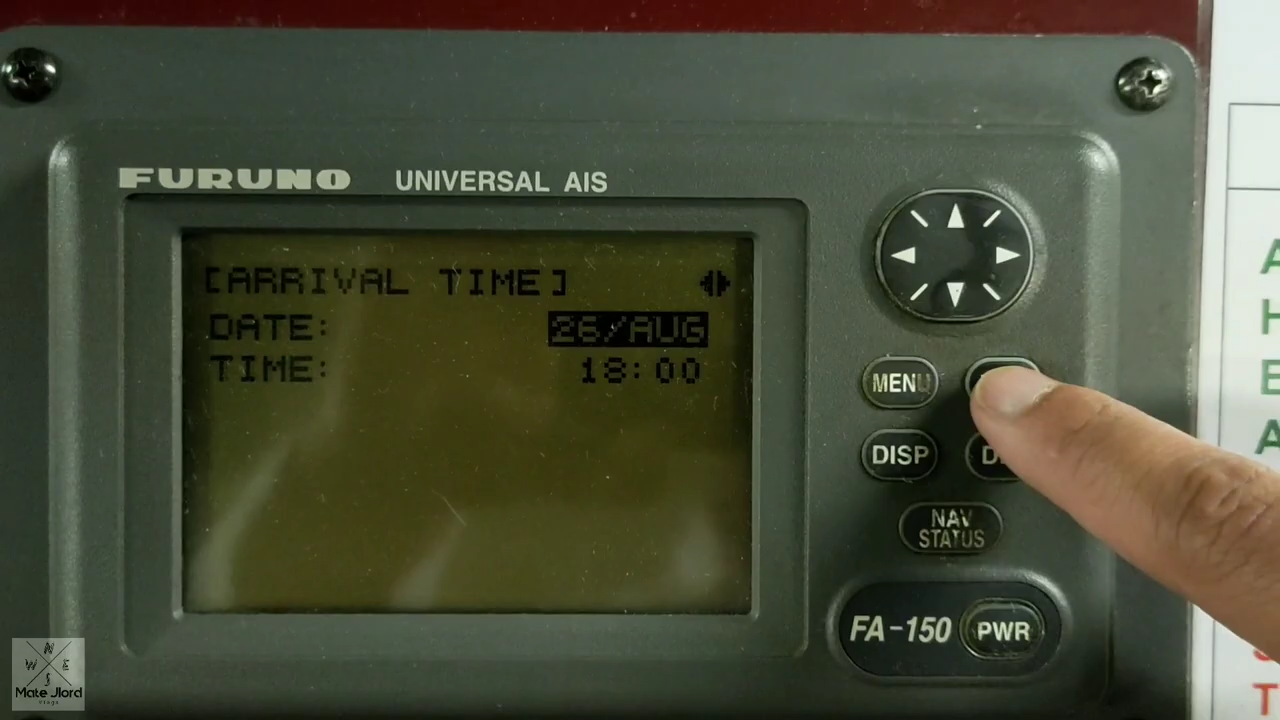 FURUNO UNIVERSAL AIS
[ARRIVAL TIME]
DATE: 26/AUG
TIME: 18:00
MENU
DISP
NAV
STATUS
FA-150 PWR
A
H
E
A
T
N
W E
S
Mate Jlord